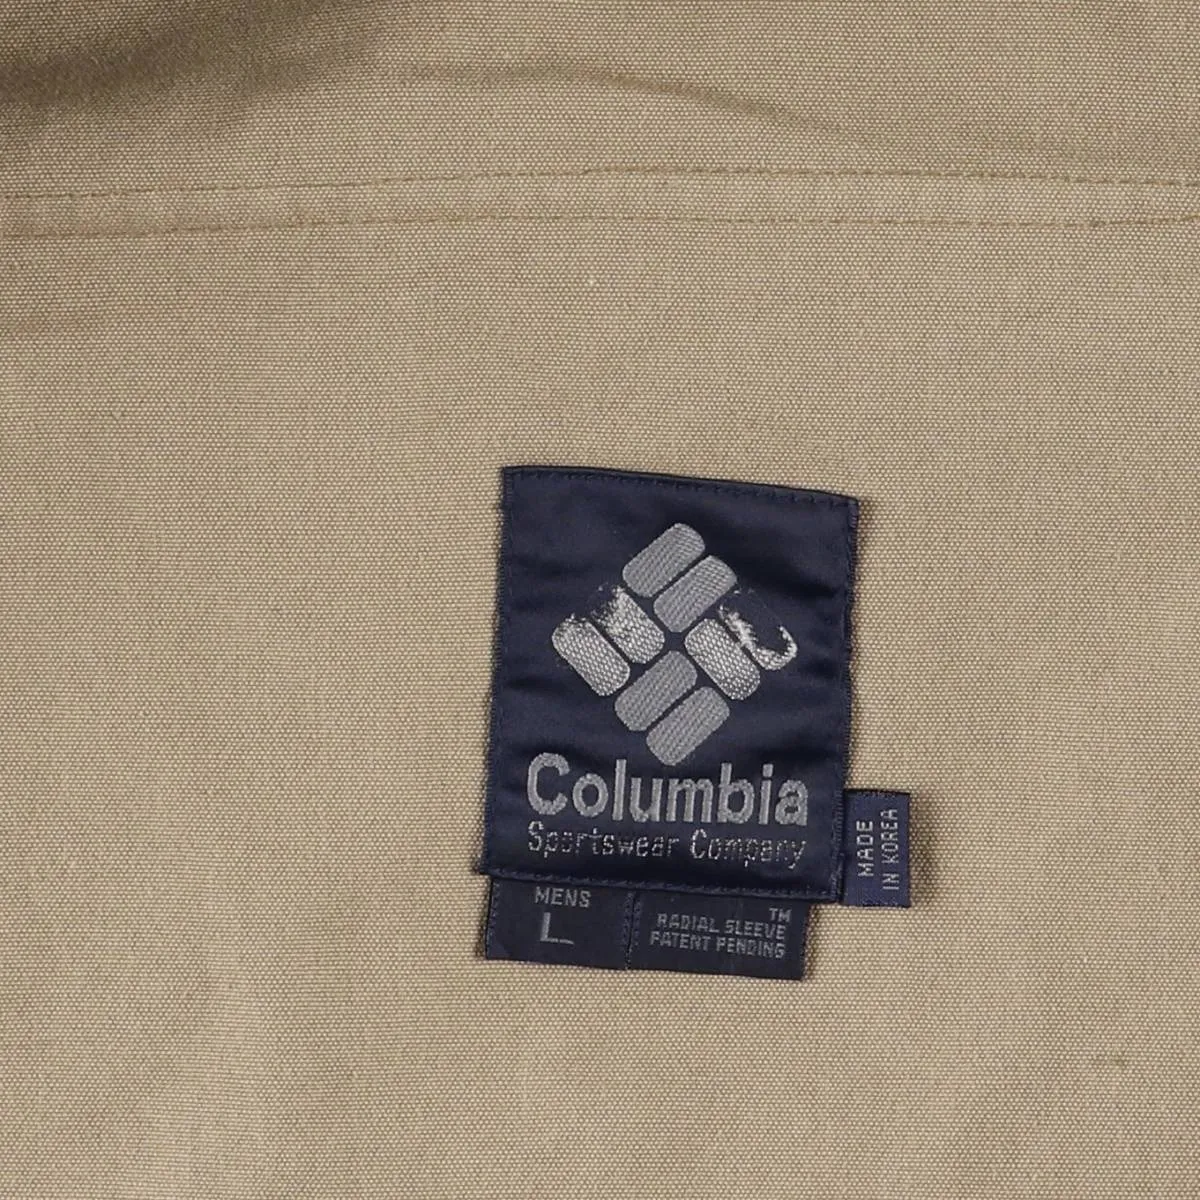 Columbia
Sportswear Company
MADE
IN KOREA
MENS
L
TM
RADIAL SLEEVE
PATENT PENDING